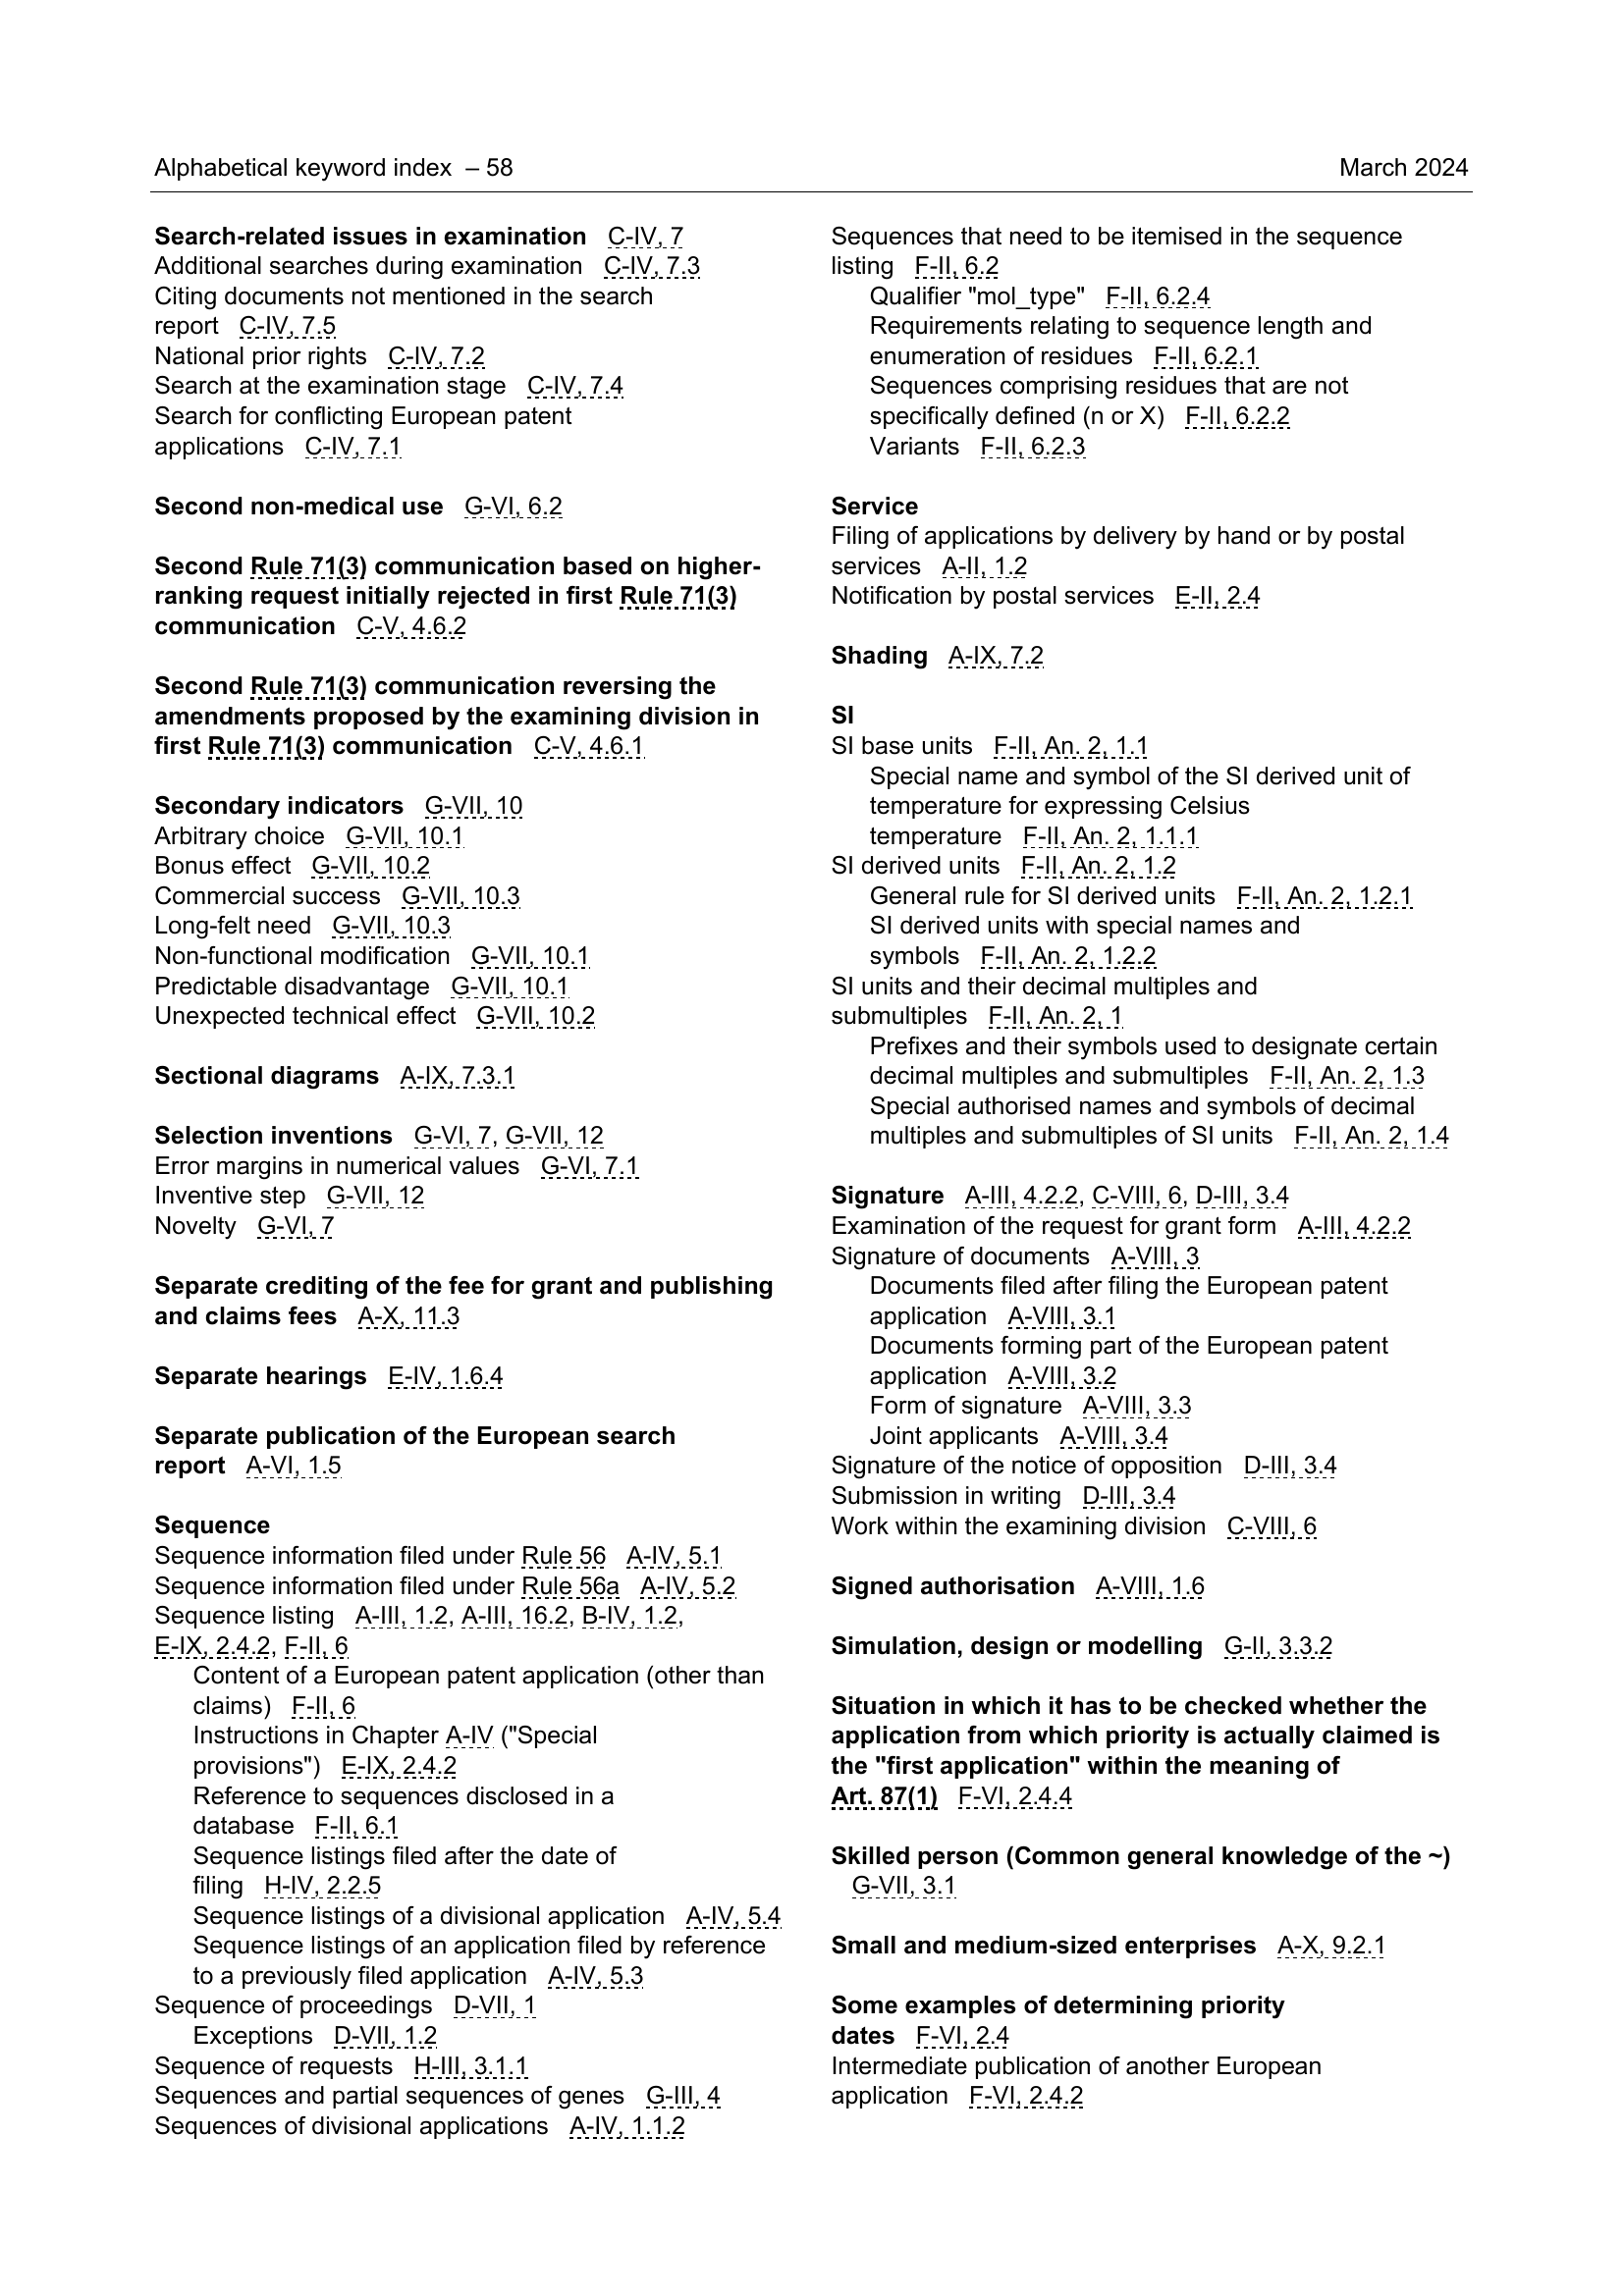 Alphabetical keyword index – 58 March 2024
Search-related issues in examination C-IV, 7
Additional searches during examination C-IV, 7.3
Citing documents not mentioned in the search
report C-IV, 7.5
National prior rights C-IV, 7.2
Search at the examination stage C-IV, 7.4
Search for conflicting European patent
applications C-IV, 7.1
Second non-medical use G-VI, 6.2
Second Rule 71(3) communication based on higher-
ranking request initially rejected in first Rule 71(3)
communication C-V, 4.6.2
Second Rule 71(3) communication reversing the
amendments proposed by the examining division in
first Rule 71(3) communication C-V, 4.6.1
Secondary indicators G-VII, 10
Arbitrary choice G-VII, 10.1
Bonus effect G-VII, 10.2
Commercial success G-VII, 10.3
Long-felt need G-VII, 10.3
Non-functional modification G-VII, 10.1
Predictable disadvantage G-VII, 10.1
Unexpected technical effect G-VII, 10.2
Sectional diagrams A-IX, 7.3.1
Selection inventions G-VI, 7, G-VII, 12
Error margins in numerical values G-VI, 7.1
Inventive step G-VII, 12
Novelty G-VI, 7
Separate crediting of the fee for grant and publishing
and claims fees A-X, 11.3
Separate hearings E-IV, 1.6.4
Separate publication of the European search
report A-VI, 1.5
Sequence
Sequence information filed under Rule 56 A-IV, 5.1
Sequence information filed under Rule 56a A-IV, 5.2
Sequence listing A-III, 1.2, A-III, 16.2, B-IV, 1.2,
E-IX, 2.4.2, F-II, 6
Content of a European patent application (other than
claims) F-II, 6
Instructions in Chapter A-IV ("Special
provisions") E-IX, 2.4.2
Reference to sequences disclosed in a
database F-II, 6.1
Sequence listings filed after the date of
filing H-IV, 2.2.5
Sequence listings of a divisional application A-IV, 5.4
Sequence listings of an application filed by reference
to a previously filed application A-IV, 5.3
Sequence of proceedings D-VII, 1
Exceptions D-VII, 1.2
Sequence of requests H-III, 3.1.1
Sequences and partial sequences of genes G-III, 4
Sequences of divisional applications A-IV, 1.1.2
Sequences that need to be itemised in the sequence
listing F-II, 6.2
Qualifier "mol_type" F-II, 6.2.4
Requirements relating to sequence length and
enumeration of residues F-II, 6.2.1
Sequences comprising residues that are not
specifically defined (n or X) F-II, 6.2.2
Variants F-II, 6.2.3
Service
Filing of applications by delivery by hand or by postal
services A-II, 1.2
Notification by postal services E-II, 2.4
Shading A-IX, 7.2
SI
SI base units F-II, An. 2, 1.1
Special name and symbol of the SI derived unit of
temperature for expressing Celsius
temperature F-II, An. 2, 1.1.1
SI derived units F-II, An. 2, 1.2
General rule for SI derived units F-II, An. 2, 1.2.1
SI derived units with special names and
symbols F-II, An. 2, 1.2.2
SI units and their decimal multiples and
submultiples F-II, An. 2, 1
Prefixes and their symbols used to designate certain
decimal multiples and submultiples F-II, An. 2, 1.3
Special authorised names and symbols of decimal
multiples and submultiples of SI units F-II, An. 2, 1.4
Signature A-III, 4.2.2, C-VIII, 6, D-III, 3.4
Examination of the request for grant form A-III, 4.2.2
Signature of documents A-VIII, 3
Documents filed after filing the European patent
application A-VIII, 3.1
Documents forming part of the European patent
application A-VIII, 3.2
Form of signature A-VIII, 3.3
Joint applicants A-VIII, 3.4
Signature of the notice of opposition D-III, 3.4
Submission in writing D-III, 3.4
Work within the examining division C-VIII, 6
Signed authorisation A-VIII, 1.6
Simulation, design or modelling G-II, 3.3.2
Situation in which it has to be checked whether the
application from which priority is actually claimed is
the "first application" within the meaning of
Art. 87(1) F-VI, 2.4.4
Skilled person (Common general knowledge of the ~)
G-VII, 3.1
Small and medium-sized enterprises A-X, 9.2.1
Some examples of determining priority
dates F-VI, 2.4
Intermediate publication of another European
application F-VI, 2.4.2